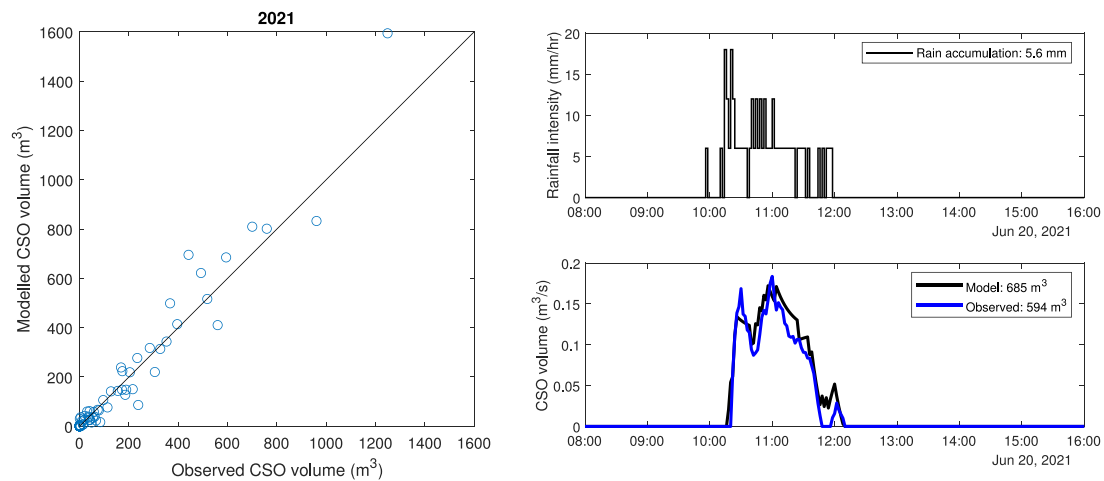 2021
Modelled CSO volume (m³)
1600
1400
1200
1000
800
600
400
200
0
0 200 400 600 800 1000 1200 1400 1600
Observed CSO volume (m³)
Rainfall intensity (mm/hr)
20
15
10
5
0
Rain accumulation: 5.6 mm
08:00 09:00 10:00 11:00 12:00 13:00 14:00 15:00 16:00
Jun 20, 2021
CSO volume (m³/s)
0.2
0.15
0.1
0.05
0
Model: 685 m³
Observed: 594 m³
08:00 09:00 10:00 11:00 12:00 13:00 14:00 15:00 16:00
Jun 20, 2021